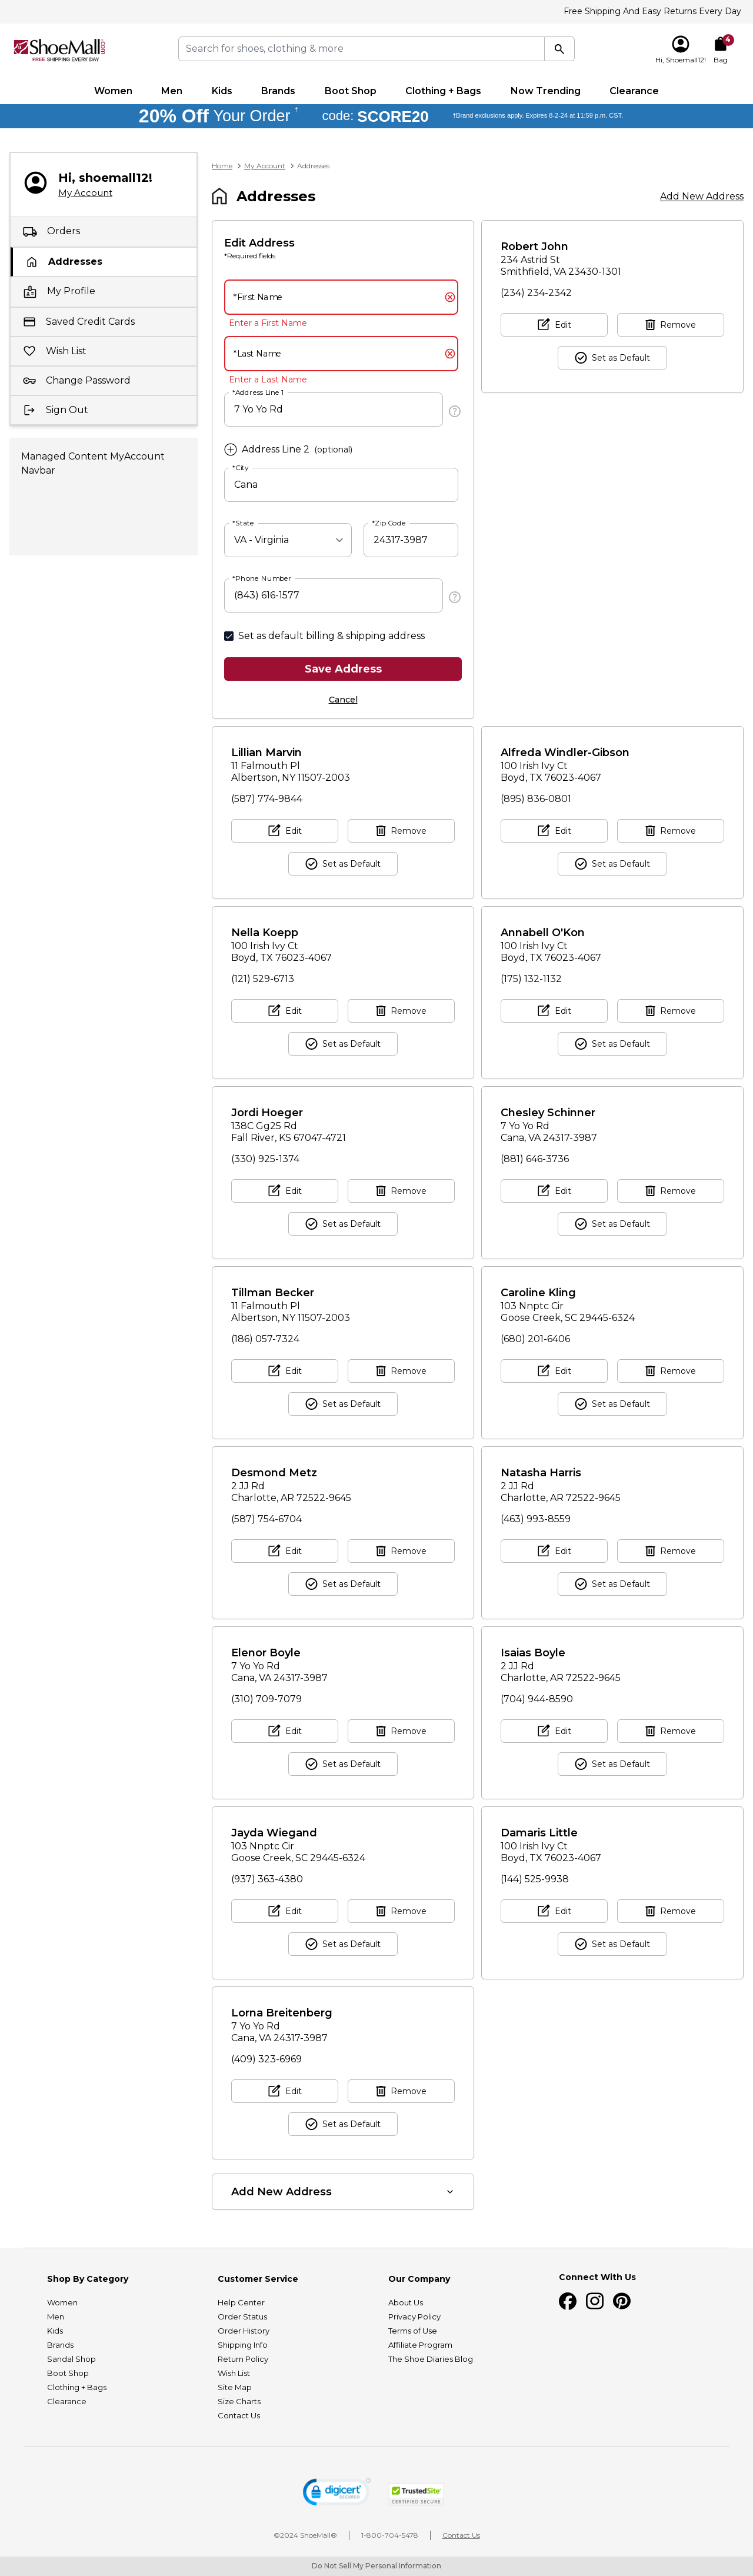 Free Shipping And Easy Returns Every Day
ShoeMall.com
FREE SHIPPING EVERY DAY
Search for shoes, clothing & more
4
Hi, Shoemall12!
Bag
Women Men Kids Brands Boot Shop Clothing + Bags Now Trending Clearance
20% Off Your Order † code: SCORE20 †Brand exclusions apply. Expires 8-2-24 at 11:59 p.m. CST.
Hi, shoemall12!
My Account
Orders
Addresses
My Profile
Saved Credit Cards
Wish List
Change Password
Sign Out
Managed Content MyAccount
Navbar
Home > My Account > Addresses
Addresses
Add New Address
Edit Address
*Required fields
*First Name
Enter a First Name
*Last Name
Enter a Last Name
*Address Line 1
7 Yo Yo Rd
Address Line 2 (optional)
*City
Cana
*State
VA - Virginia
*Zip Code
24317-3987
*Phone Number
(843) 616-1577
Set as default billing & shipping address
Save Address
Cancel
Robert John
234 Astrid St
Smithfield, VA 23430-1301
(234) 234-2342
Edit Remove
Set as Default
Lillian Marvin
11 Falmouth Pl
Albertson, NY 11507-2003
(587) 774-9844
Edit Remove
Set as Default
Alfreda Windler-Gibson
100 Irish Ivy Ct
Boyd, TX 76023-4067
(895) 836-0801
Edit Remove
Set as Default
Nella Koepp
100 Irish Ivy Ct
Boyd, TX 76023-4067
(121) 529-6713
Edit Remove
Set as Default
Annabell O'Kon
100 Irish Ivy Ct
Boyd, TX 76023-4067
(175) 132-1132
Edit Remove
Set as Default
Jordi Hoeger
138C Gg25 Rd
Fall River, KS 67047-4721
(330) 925-1374
Edit Remove
Set as Default
Chesley Schinner
7 Yo Yo Rd
Cana, VA 24317-3987
(881) 646-3736
Edit Remove
Set as Default
Tillman Becker
11 Falmouth Pl
Albertson, NY 11507-2003
(186) 057-7324
Edit Remove
Set as Default
Caroline Kling
103 Nnptc Cir
Goose Creek, SC 29445-6324
(680) 201-6406
Edit Remove
Set as Default
Desmond Metz
2 JJ Rd
Charlotte, AR 72522-9645
(587) 754-6704
Edit Remove
Set as Default
Natasha Harris
2 JJ Rd
Charlotte, AR 72522-9645
(463) 993-8559
Edit Remove
Set as Default
Elenor Boyle
7 Yo Yo Rd
Cana, VA 24317-3987
(310) 709-7079
Edit Remove
Set as Default
Isaias Boyle
2 JJ Rd
Charlotte, AR 72522-9645
(704) 944-8590
Edit Remove
Set as Default
Jayda Wiegand
103 Nnptc Cir
Goose Creek, SC 29445-6324
(937) 363-4380
Edit Remove
Set as Default
Damaris Little
100 Irish Ivy Ct
Boyd, TX 76023-4067
(144) 525-9938
Edit Remove
Set as Default
Lorna Breitenberg
7 Yo Yo Rd
Cana, VA 24317-3987
(409) 323-6969
Edit Remove
Set as Default
Add New Address
Shop By Category
Women
Men
Kids
Brands
Sandal Shop
Boot Shop
Clothing + Bags
Clearance
Customer Service
Help Center
Order Status
Order History
Shipping Info
Return Policy
Wish List
Site Map
Size Charts
Contact Us
Our Company
About Us
Privacy Policy
Terms of Use
Affiliate Program
The Shoe Diaries Blog
Connect With Us
digicert
SECURED
TrustedSite
CERTIFIED SECURE
©2024 ShoeMall® | 1-800-704-5478 | Contact Us
Do Not Sell My Personal Information